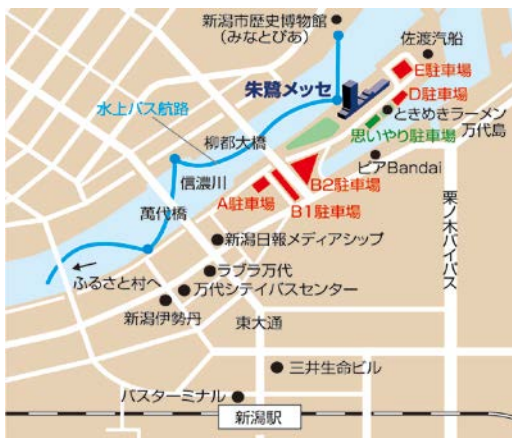 新潟市歴史博物館
(みなとぴあ)
佐渡汽船
E駐車場
朱鷺メッセ
D駐車場
水上バス航路
ときめきラーメン
万代島
思いやり駐車場
柳都大橋
ピアBandai
信濃川
B2駐車場
A駐車場
B1駐車場
栗ノ木バイパス
萬代橋
新潟日報メディアシップ
ラブラ万代
ふるさと村へ
万代シテイバスセンター
新潟伊勢丹
東大通
三井生命ビル
バスターミナル
新潟駅